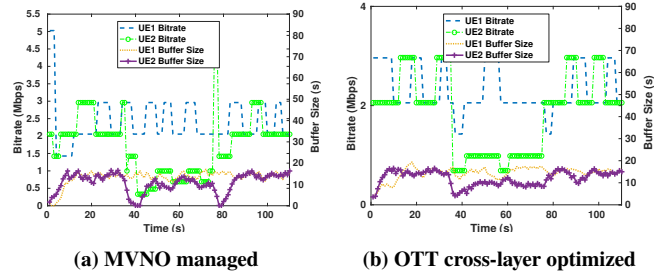 UE1 Bitrate
UE2 Bitrate
UE1 Buffer Size
UE2 Buffer Size
5.5
5
4.5
4
3.5
3
2.5
2
1.5
1
0.5
0
Bitrate (Mbps)
90
80
70
60
50
40
30
20
10
0
Buffer Size (s)
0 20 40 60 80 100
Time (s)
(a) MVNO managed
UE1 Bitrate
UE2 Bitrate
UE1 Buffer Size
UE2 Buffer Size
4
2
0
Bitrate (Mbps)
90
80
70
60
50
40
30
20
10
0
Buffer Size (s)
0 20 40 60 80 100
Time (s)
(b) OTT cross-layer optimized